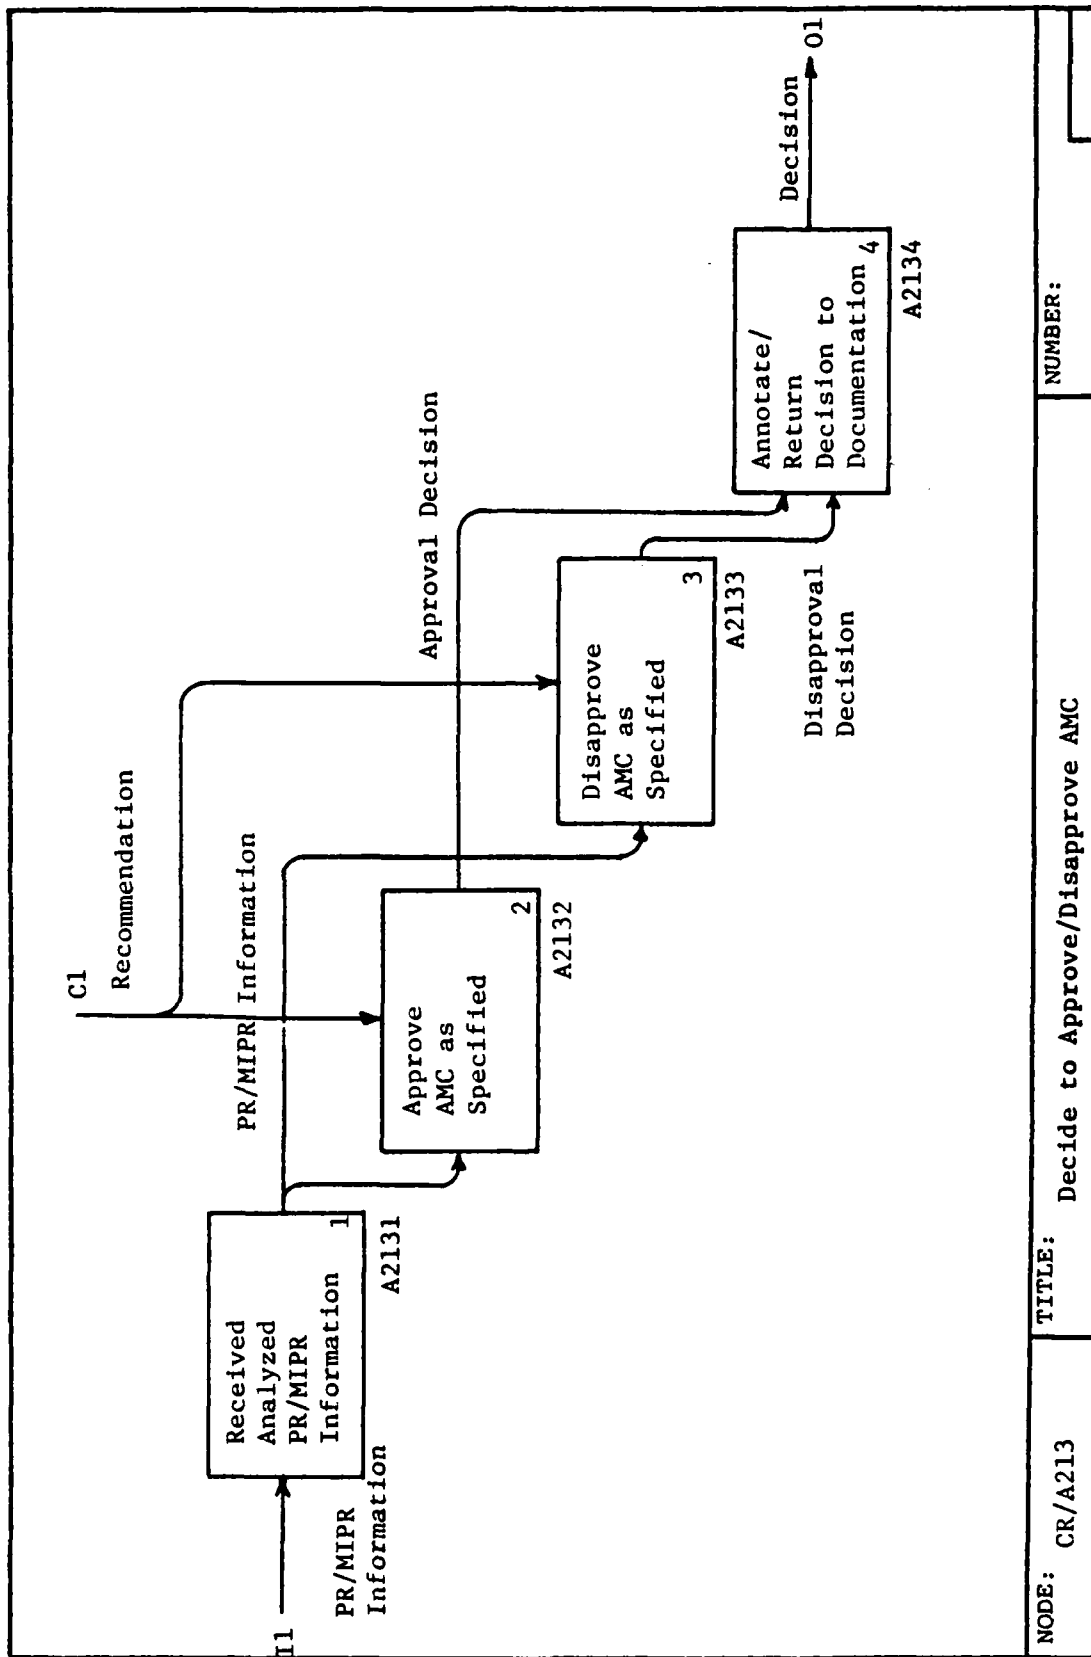 C1
Recommendation
I1
PR/MIPR
Information
Received
Analyzed
PR/MIPR
Information
1
A2131
PR/MIPR Information
Approve
AMC as
Specified
2
A2132
Approval Decision
Disapprove
AMC as
Specified
3
A2133
Disapproval
Decision
Annotate/
Return
Decision to
Documentation
4
A2134
Decision
O1
NODE: CR/A213
TITLE: Decide to Approve/Disapprove AMC
NUMBER: